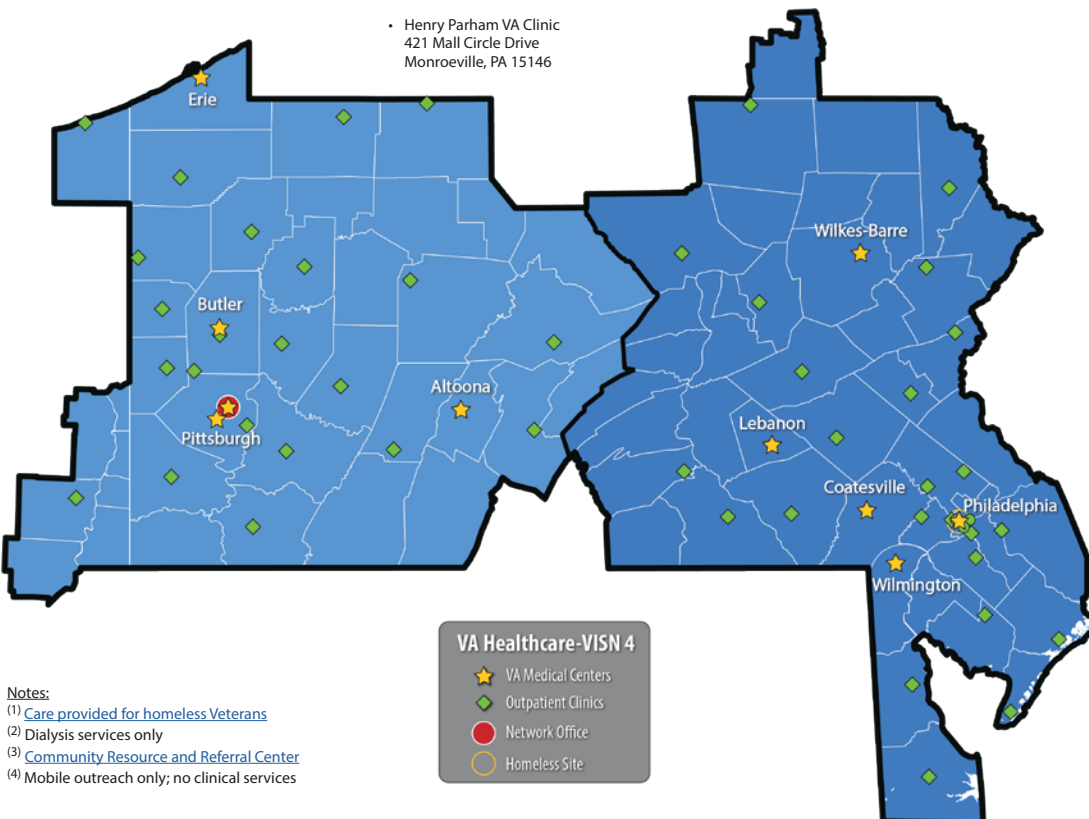 • Henry Parham VA Clinic
421 Mall Circle Drive
Monroeville, PA 15146
Erie
Wilkes-Barre
Butler
Altoona
Pittsburgh
Lebanon
Coatesville
Philadelphia
Wilmington
VA Healthcare-VISN 4
VA Medical Centers
Outpatient Clinics
Network Office
Homeless Site
Notes:
(1) Care provided for homeless Veterans
(2) Dialysis services only
(3) Community Resource and Referral Center
(4) Mobile outreach only; no clinical services